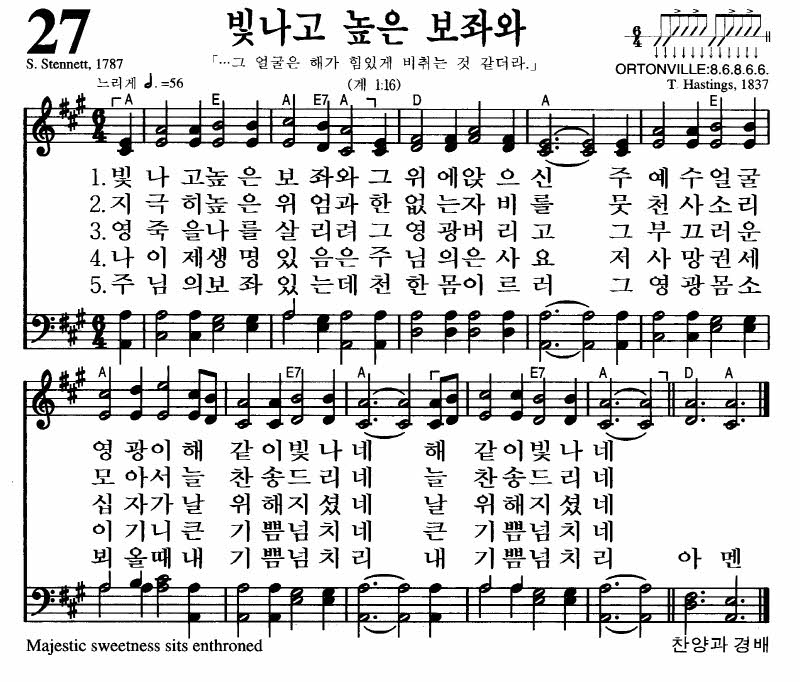 27
빛나고 높은 보좌와
S. Stennett, 1787
「…그 얼굴은 해가 힘있게 비취는 것 같더라.」
(계 1:16)
6/4
ORTONVILLE:8.6.8.6.6.
T. Hastings, 1837
느리게 𝅗𝅥. =56
A E A E7 A D A E
1. 빛 나 고높 은 보 좌와 그 위 에앉 으 신 주 예 수얼 굴
2. 지 극 히높 은 위 엄과 한 없 는자 비 를 뭇 천 사소 리
3. 영 죽 을나 를 살 리려 그 영 광버 리 고 그 부 끄러 운
4. 나 이 제생 명 있 음은 주 님 의은 사 요 저 사 망권 세
5. 주 님 의보 좌 있 는데 천 한 몸이 르 러 그 영 광몸 소
A D A E7 A E7 A D A
영 광이 해 같 이빛 나 네 해 같 이빛 나 네
모 아서 늘 찬 송드 리 네 늘 찬 송드 리 네
십 자가 날 위 해지 셨 네 날 위 해지 셨 네
이 기니 큰 기 쁨넘 치 네 큰 기 쁨넘 치 네
뵈 올때 내 기 쁨넘 치 리 내 기 쁨넘 치 리 아 멘
Majestic sweetness sits enthroned
찬양과 경배